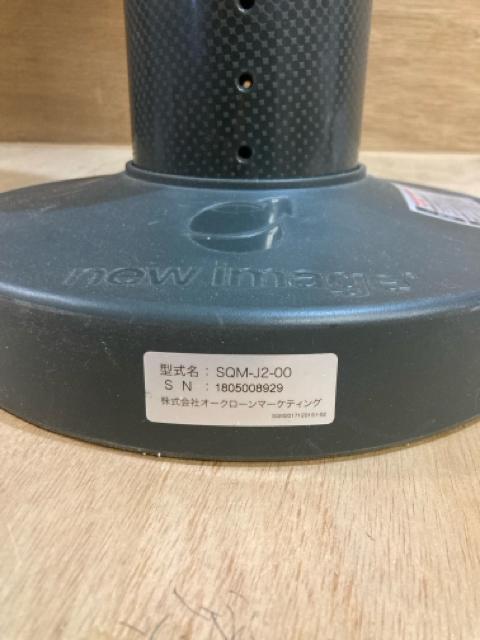 new image
型式名 : SQM-J2-00
S N : 1805008929
株式会社オークローンマーケティング